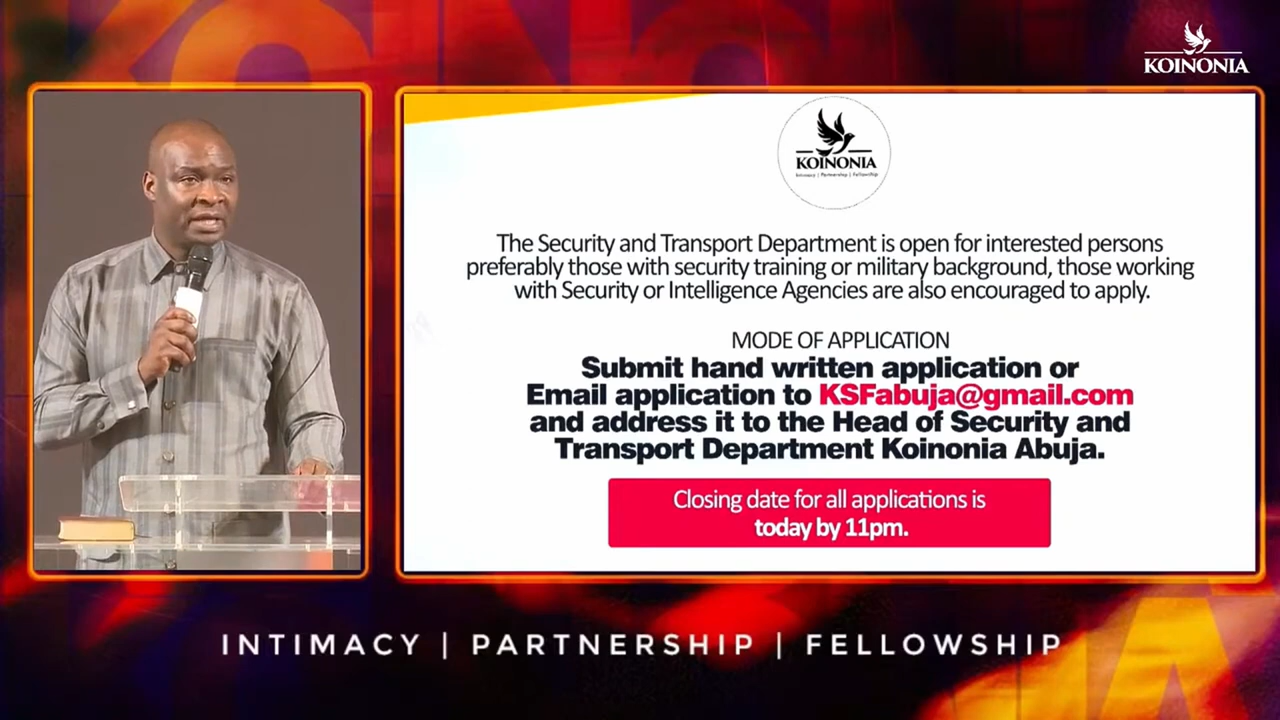 KOINONIA
KOINONIA
Intimacy | Partnership | Fellowship
The Security and Transport Department is open for interested persons
preferably those with security training or military background, those working
with Security or Intelligence Agencies are also encouraged to apply.
MODE OF APPLICATION
Submit hand written application or
Email application to KSFabuja@gmail.com
and address it to the Head of Security and
Transport Department Koinonia Abuja.
Closing date for all applications is
today by 11pm.
INTIMACY | PARTNERSHIP | FELLOWSHIP